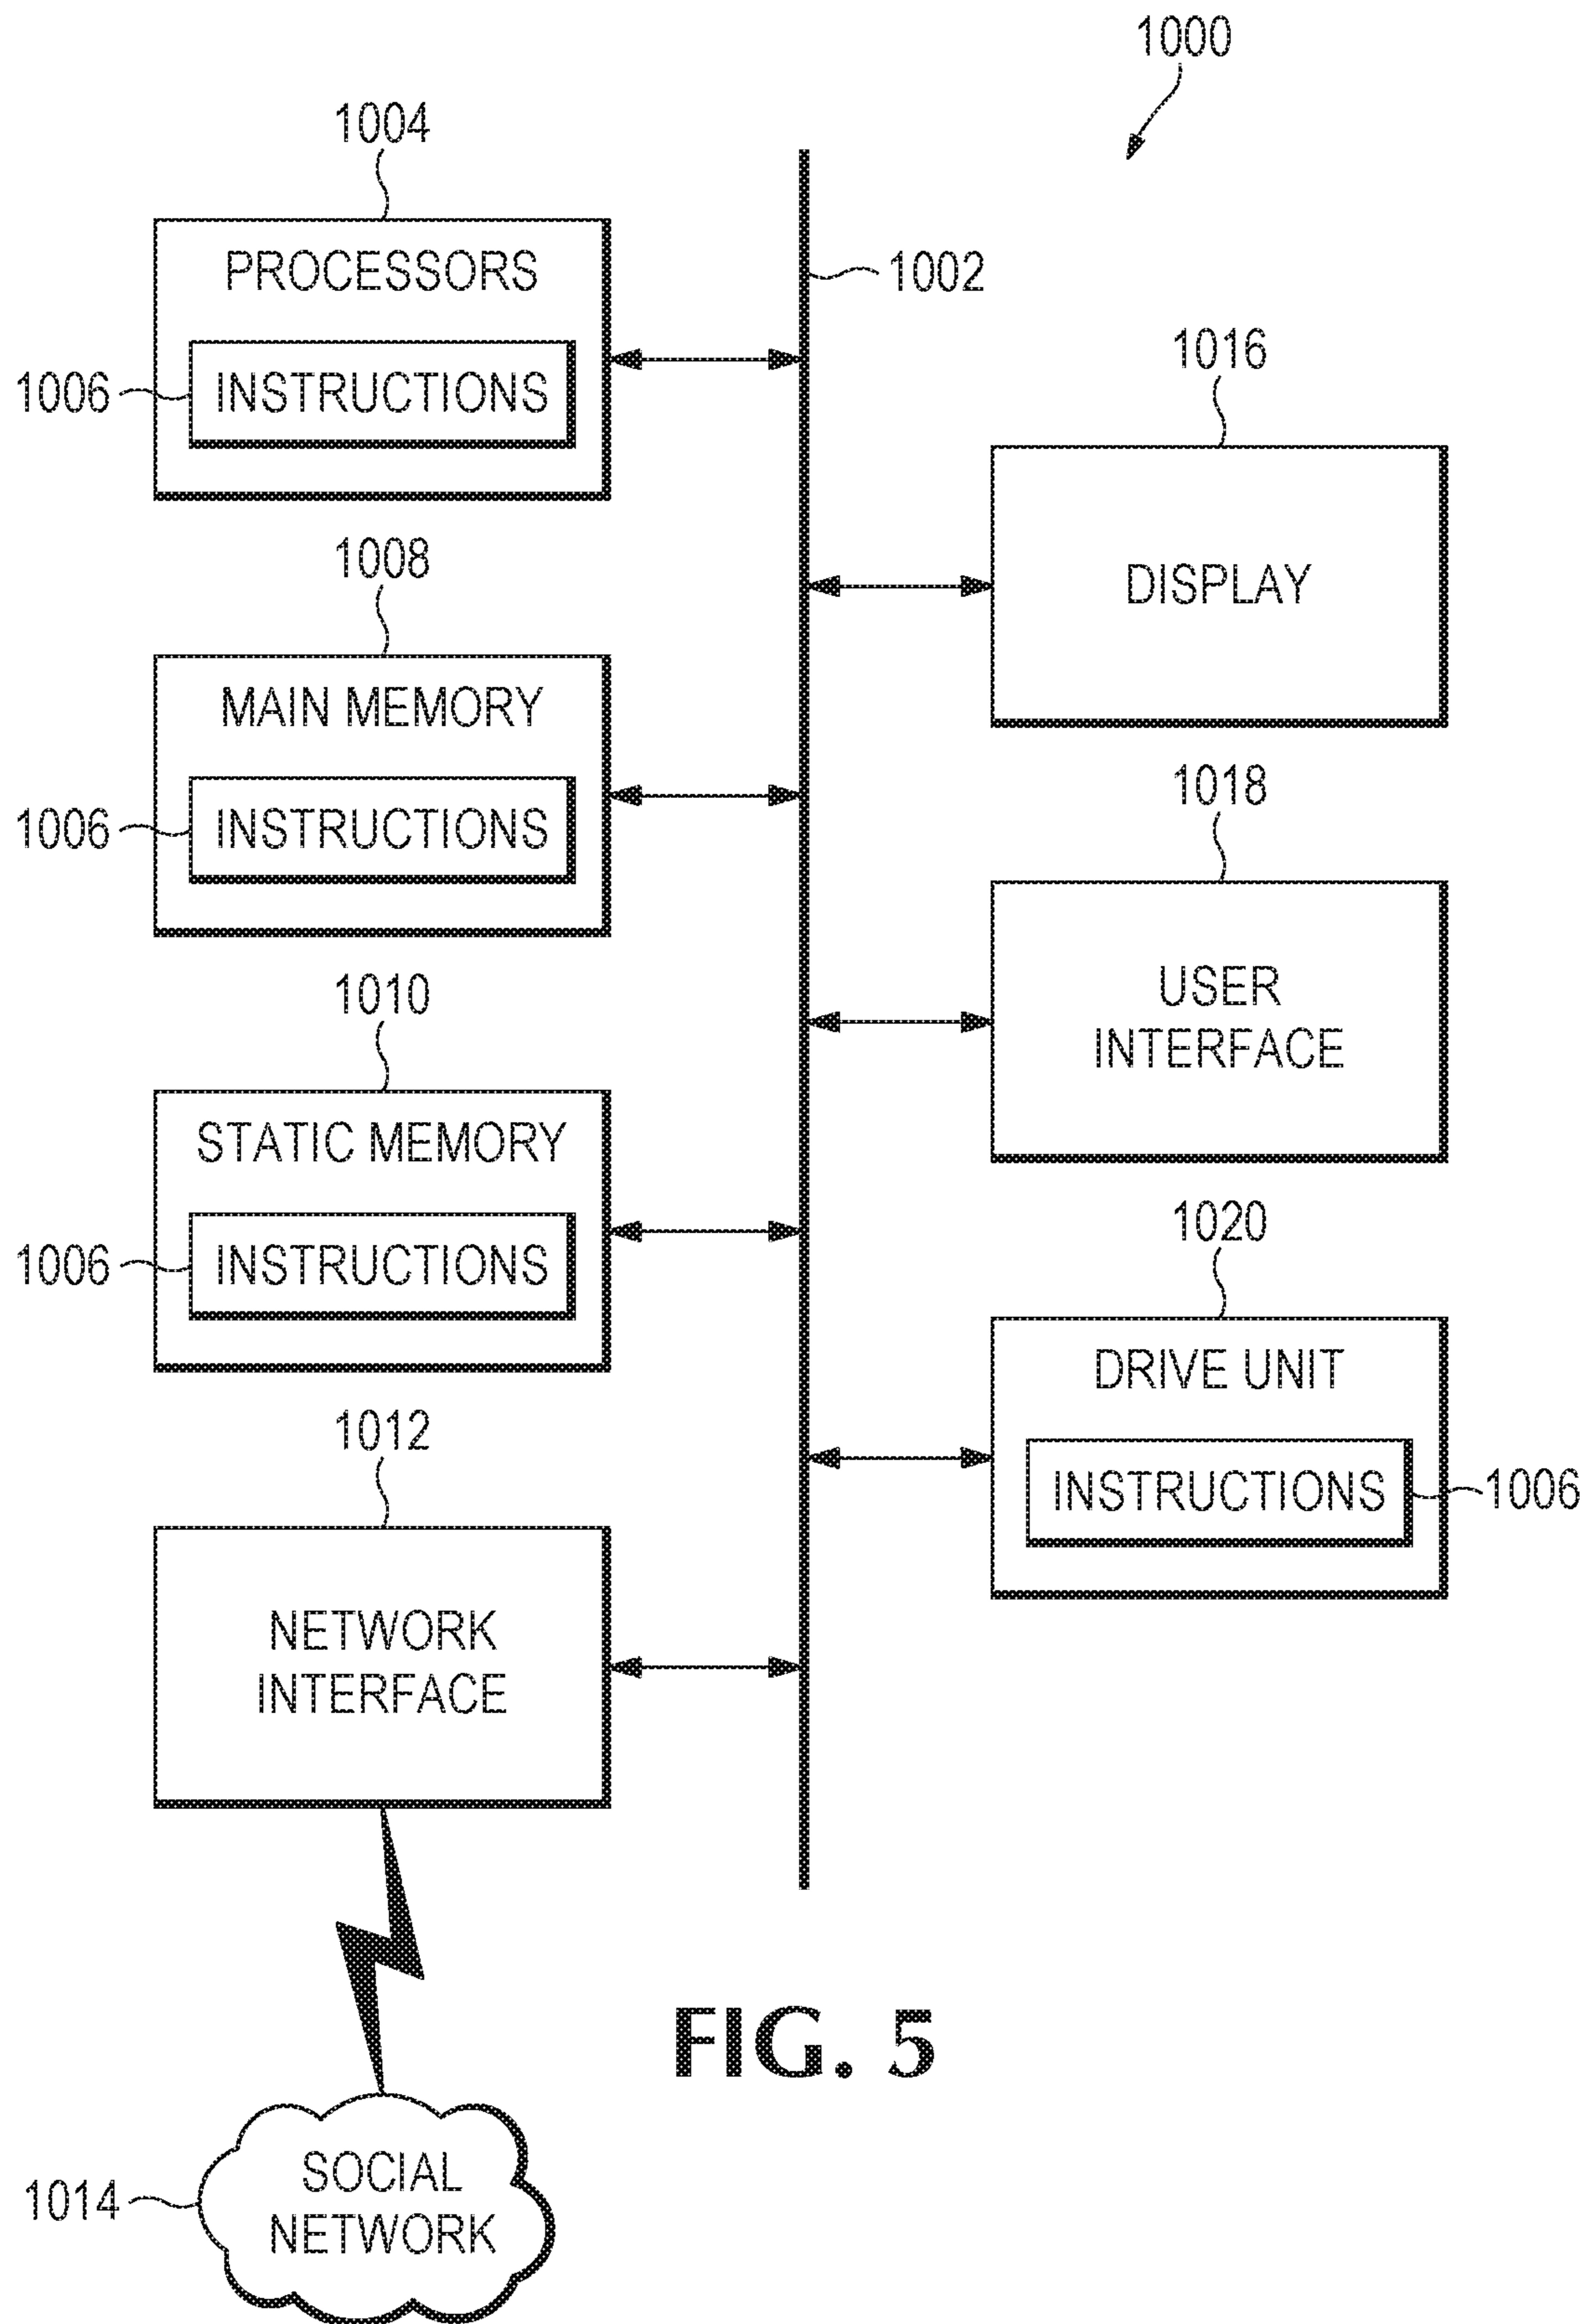 1000
1004
PROCESSORS
1002
1006
INSTRUCTIONS
1016
DISPLAY
1008
MAIN MEMORY
1006
INSTRUCTIONS
1018
USER
INTERFACE
1010
STATIC MEMORY
1006
INSTRUCTIONS
1020
DRIVE UNIT
INSTRUCTIONS
1006
1012
NETWORK
INTERFACE
FIG. 5
1014
SOCIAL
NETWORK